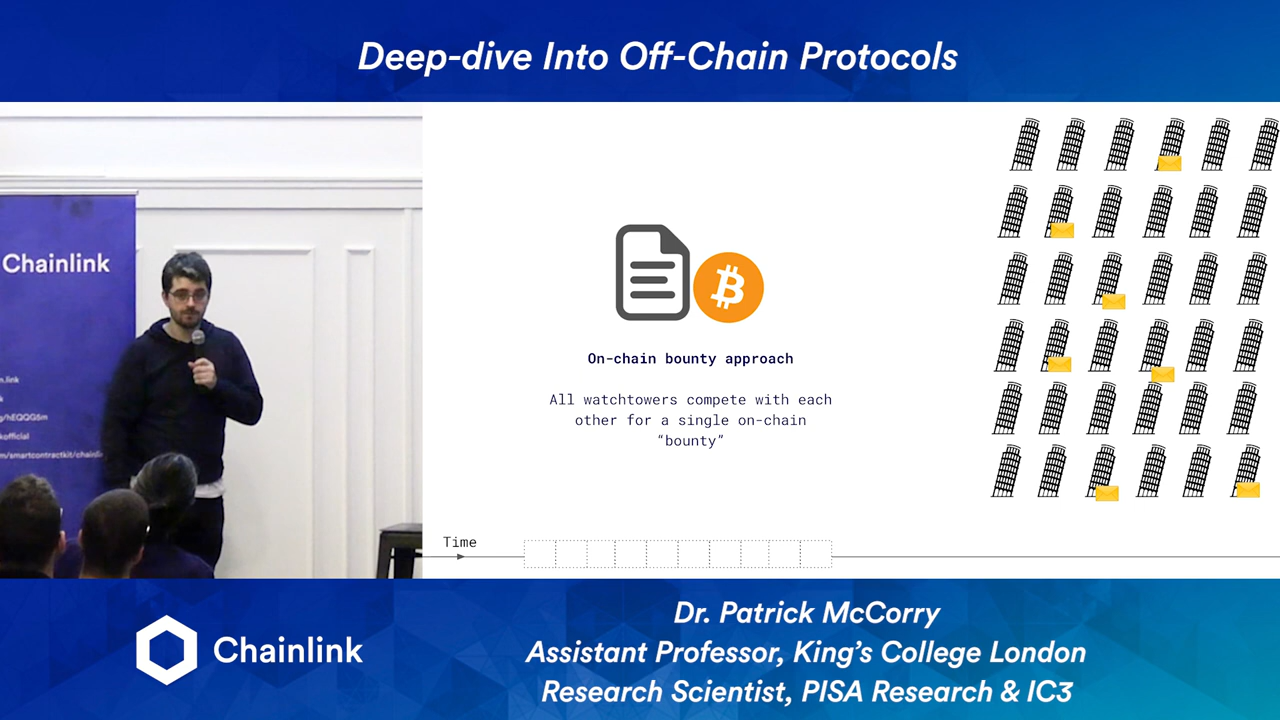 Deep-dive Into Off-Chain Protocols
Chainlink
On-chain bounty approach
All watchtowers compete with each
other for a single on-chain
“bounty”
Time
Chainlink
Dr. Patrick McCorry
Assistant Professor, King's College London
Research Scientist, PISA Research & IC3